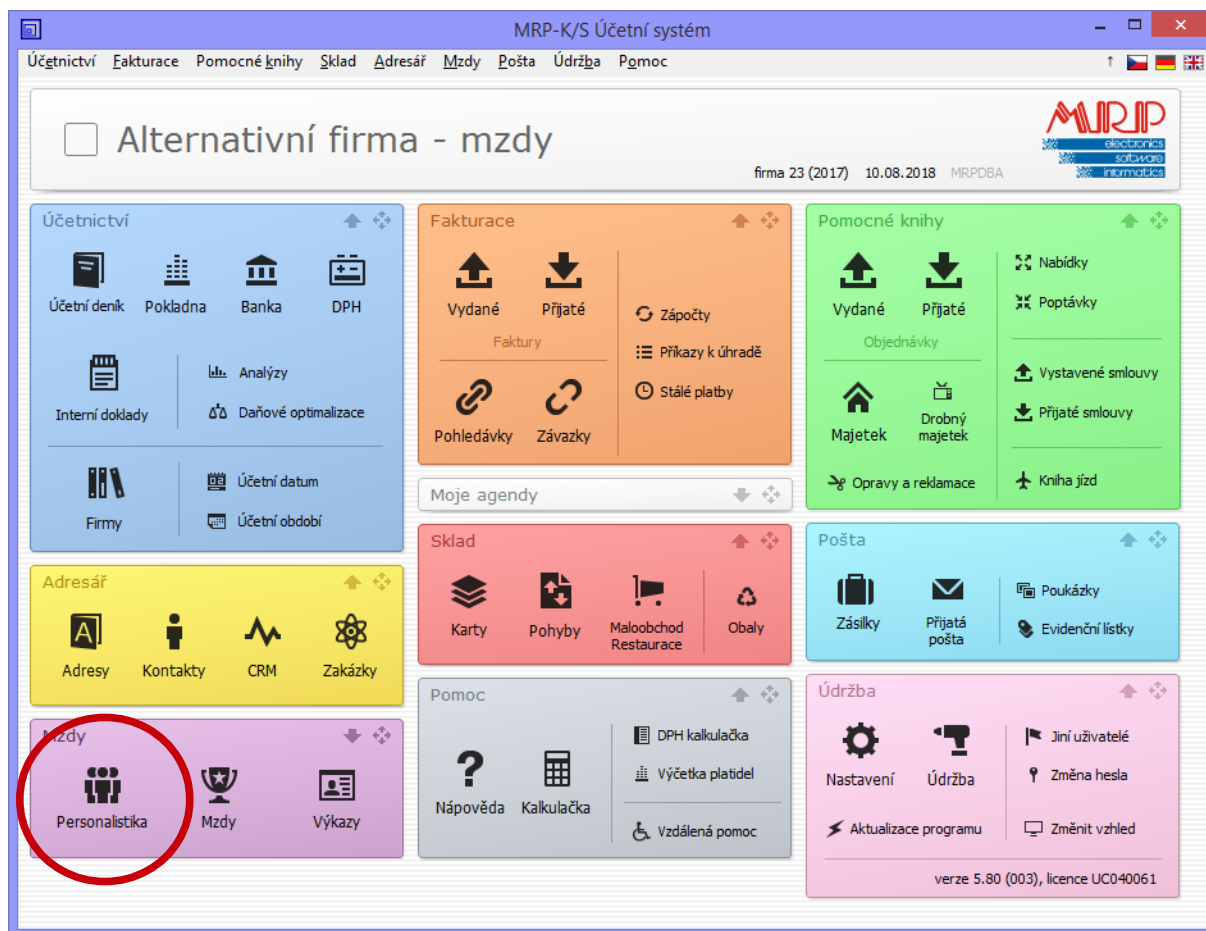 MRP-K/S Účetní systém
Účetnictví Fakturace Pomocné knihy Sklad Adresář Mzdy Pošta Údržba Pomoc
Alternativní firma - mzdy
firma 23 (2017) 10.08.2018 MRPDBA
MRP
electronics
software
informatics
Účetnictví
Účetní deník Pokladna Banka DPH
Interní doklady
Analýzy
Daňové optimalizace
Firmy
Účetní datum
Účetní období
Fakturace
Vydané Přijaté
Faktury
Pohledávky Závazky
Zápočty
Příkazy k úhradě
Stálé platby
Pomocné knihy
Vydané Přijaté
Objednávky
Majetek
Drobný
majetek
Opravy a reklamace
Nabídky
Poptávky
Vystavené smlouvy
Přijaté smlouvy
Kniha jízd
Moje agendy
Adresář
Adresy Kontakty CRM Zakázky
Sklad
Karty Pohyby
Maloobchod
Restaurace
Obaly
Pošta
Zásilky
Přijatá
pošta
Poukázky
Evidenční lístky
Mzdy
Personalistika Mzdy Výkazy
Pomoc
Nápověda Kalkulačka
DPH kalkulačka
Výčetka platidel
Vzdálená pomoc
Údržba
Nastavení Údržba
Aktualizace programu
Jiní uživatelé
Změna hesla
Změnit vzhled
verze 5.80 (003), licence UC040061